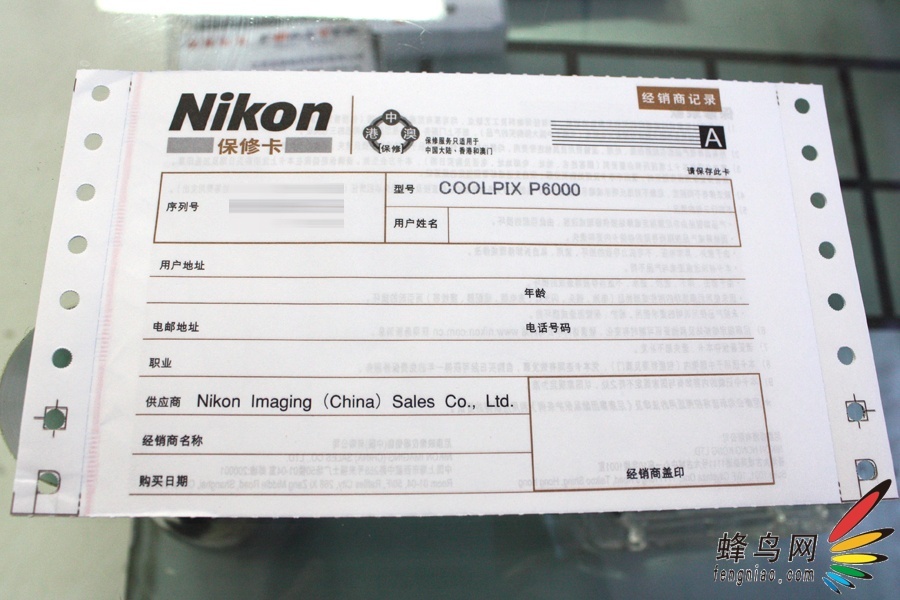 经销商记录
Nikon
保修卡
中
港 澳
保修
保修服务只适用于
中国大陆、香港和澳门
A
请保存此卡
序列号
型号 COOLPIX P6000
用户姓名
用户地址
年龄
电邮地址 电话号码
职业
供应商 Nikon Imaging (China) Sales Co., Ltd.
经销商名称
购买日期
经销商盖印
蜂鸟网
fengniao.com